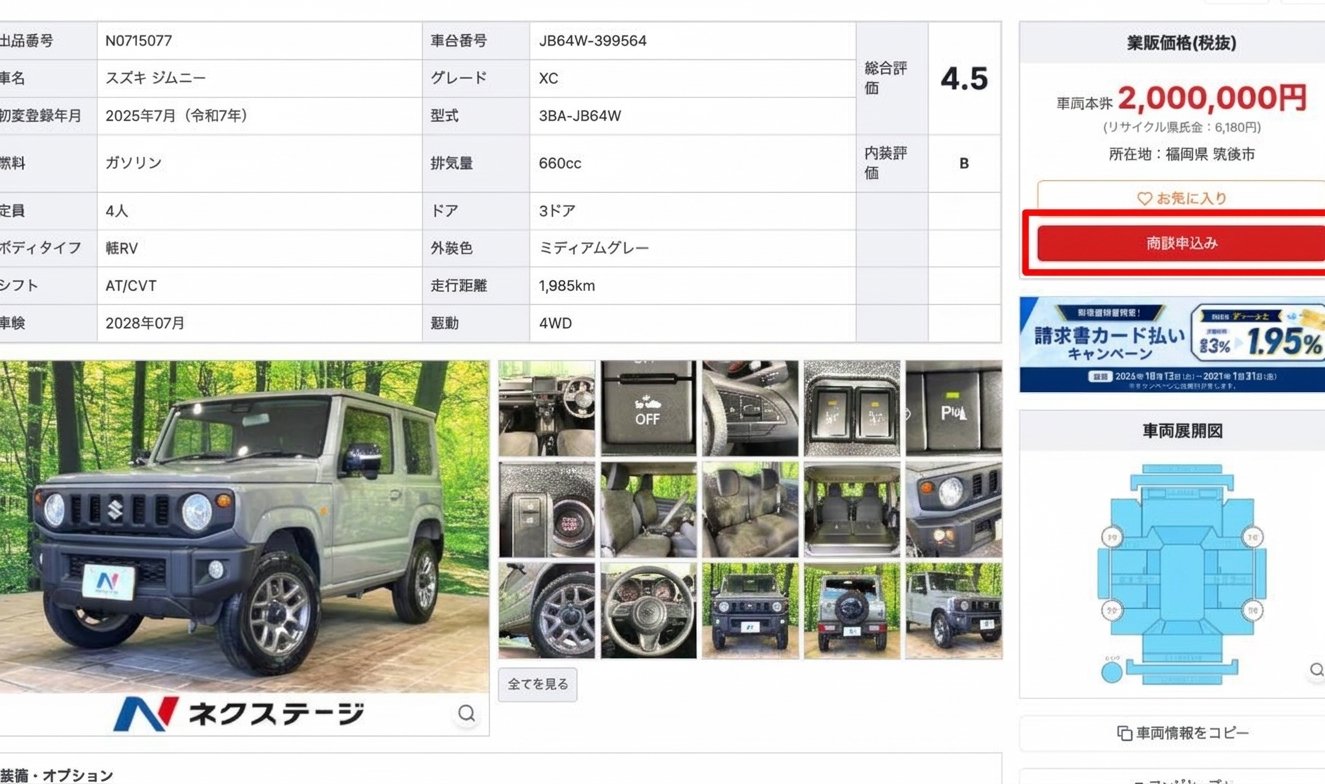 出品番号 N0715077 車台番号 JB64W-399564
車名 スズキ ジムニー グレード XC
総合評価 4.5
初変登録年月 2025年7月（令和7年） 型式 3BA-JB64W
燃料 ガソリン 排気量 660cc
内装評価 B
定員 4人 ドア 3ドア
ボディタイフ 軽RV 外装色 ミディアムグレー
シフト AT/CVT 走行距離 1,985km
車検 2028年07月 駆動 4WD
業販価格(税抜)
車両本体 2,000,000円
(リサイクル県氏金：6,180円)
所在地：福岡県 筑後市
♡ お気に入り
商談申込み
請求書カード払い
キャンペーン
3% 1.95%
車両展開図
OFF
ネクステージ
全てを見る
車両情報をコピー
装備・オプション